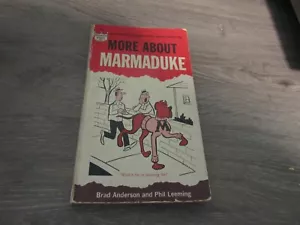 MORE ABOUT
MARMADUKE
Brad Anderson and Phil Leeming